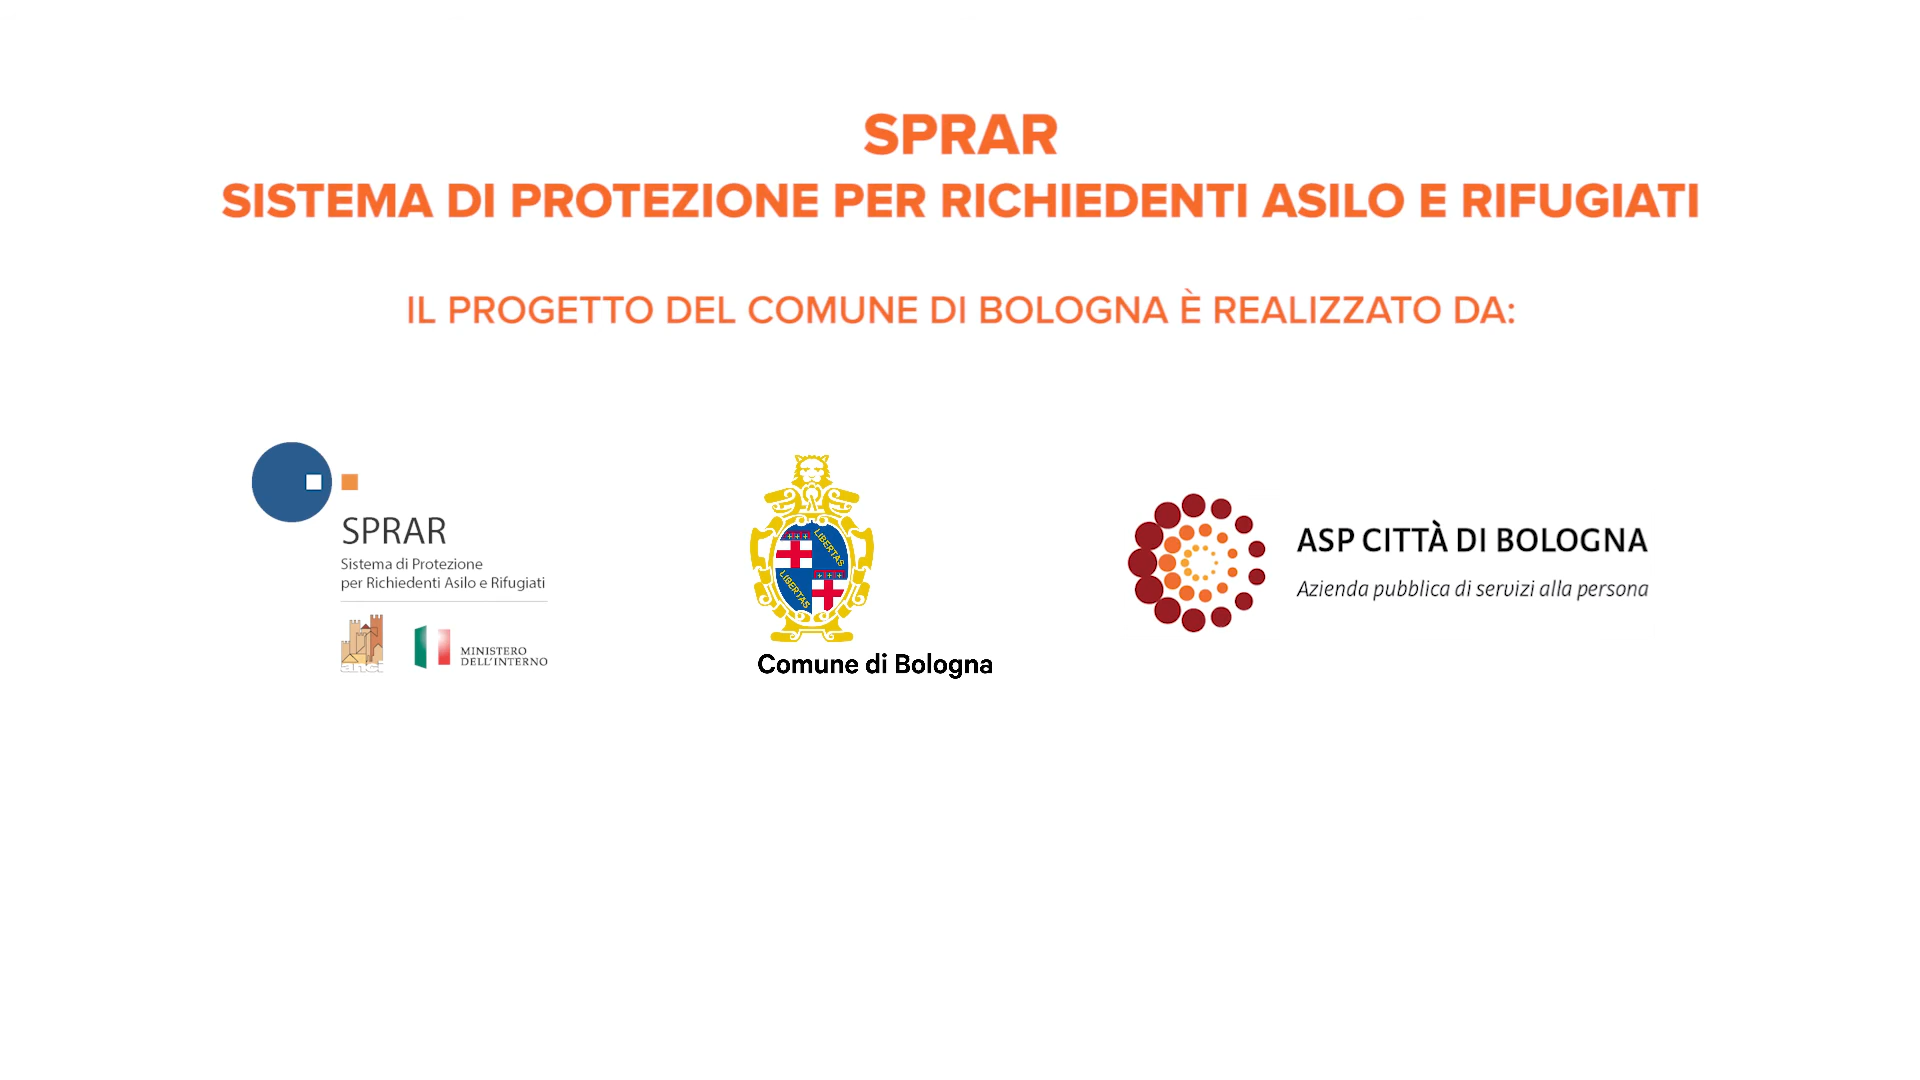 SPRAR
SISTEMA DI PROTEZIONE PER RICHIEDENTI ASILO E RIFUGIATI
IL PROGETTO DEL COMUNE DI BOLOGNA È REALIZZATO DA:
SPRAR
Sistema di Protezione
per Richiedenti Asilo e Rifugiati
anci
MINISTERO
DELL'INTERNO
LIBERTAS
LIBERTAS
Comune di Bologna
ASP CITTÀ DI BOLOGNA
Azienda pubblica di servizi alla persona